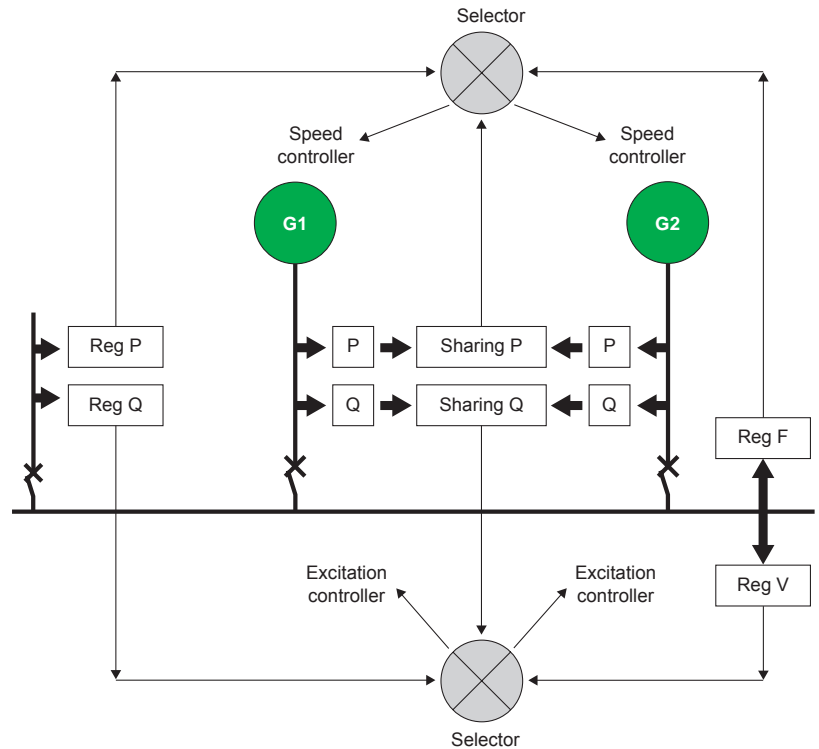 Selector
Speed
controller
Speed
controller
G1
G2
Reg P
P
Sharing P
P
Reg Q
Q
Sharing Q
Q
Reg F
Excitation
controller
Excitation
controller
Reg V
Selector